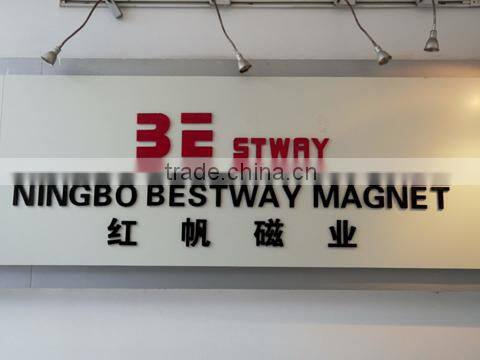 BESTWAY
trade.china.cn
NINGBO BESTWAY MAGNET
红帆磁业